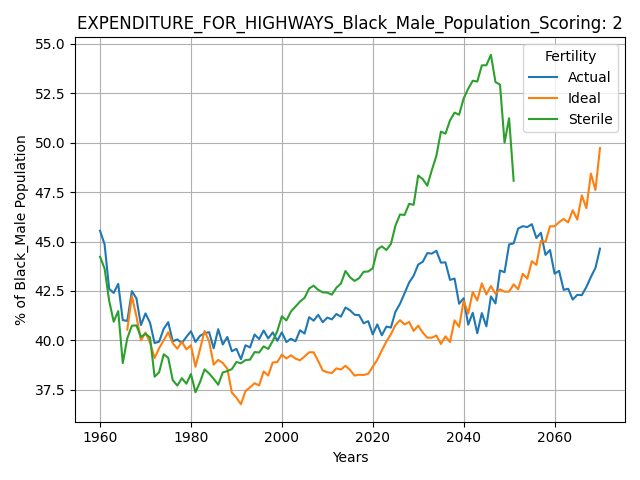 EXPENDITURE_FOR_HIGHWAYS_Black_Male_Population_Scoring: 2
Fertility
Actual
Ideal
Sterile
% of Black_Male Population
55.0
52.5
50.0
47.5
45.0
42.5
40.0
37.5
1960 1980 2000 2020 2040 2060
Years